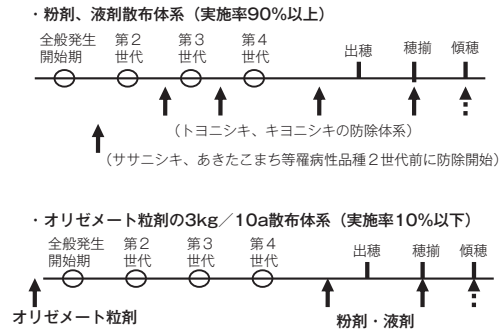 ・粉剤、液剤散布体系（実施率90%以上）
全般発生 第２ 第３ 第４
開始期 世代 世代 世代 出穂 穂揃 傾穂
（トヨニシキ、キヨニシキの防除体系）
（ササニシキ、あきたこまち等罹病性品種２世代前に防除開始）
・オリゼメート粒剤の3kg／10a散布体系（実施率10%以下）
全般発生 第２ 第３ 第４
開始期 世代 世代 世代 出穂 穂揃 傾穂
オリゼメート粒剤 粉剤・液剤